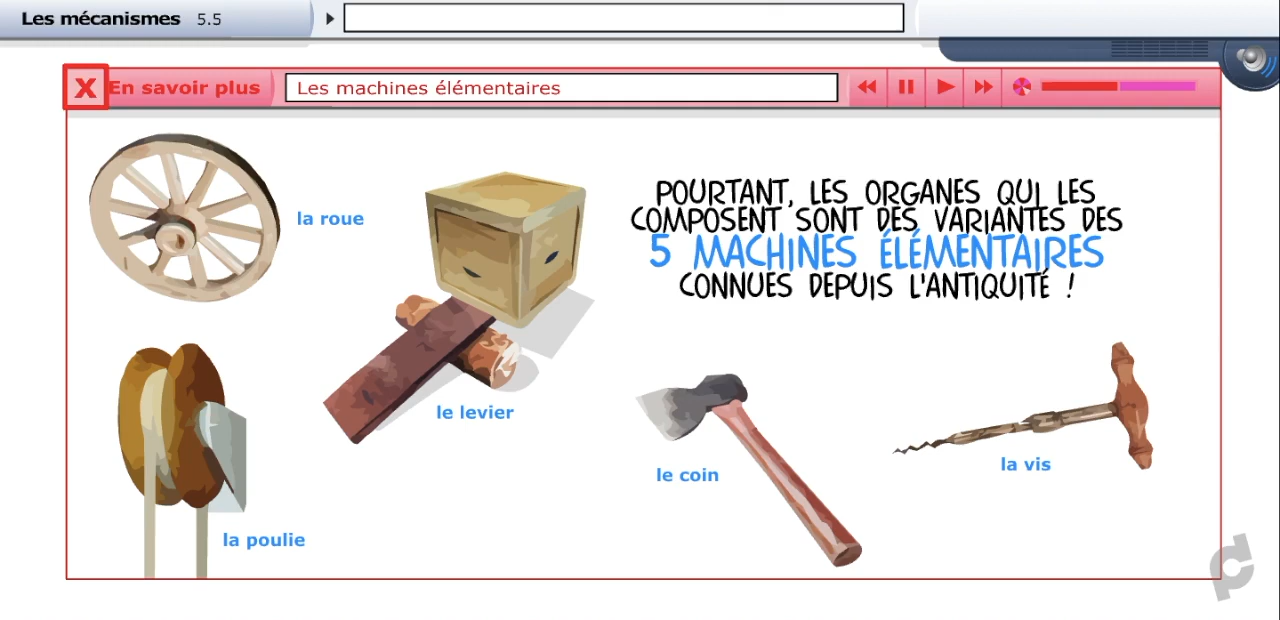 Les mécanismes 5.5
X En savoir plus
Les machines élémentaires
la roue
POURTANT, LES ORGANES QUI LES
COMPOSENT SONT DES VARIANTES DES
5 MACHINES ÉLÉMENTAIRES
CONNUES DEPUIS L'ANTIQUITÉ !
le levier
le coin
la vis
la poulie